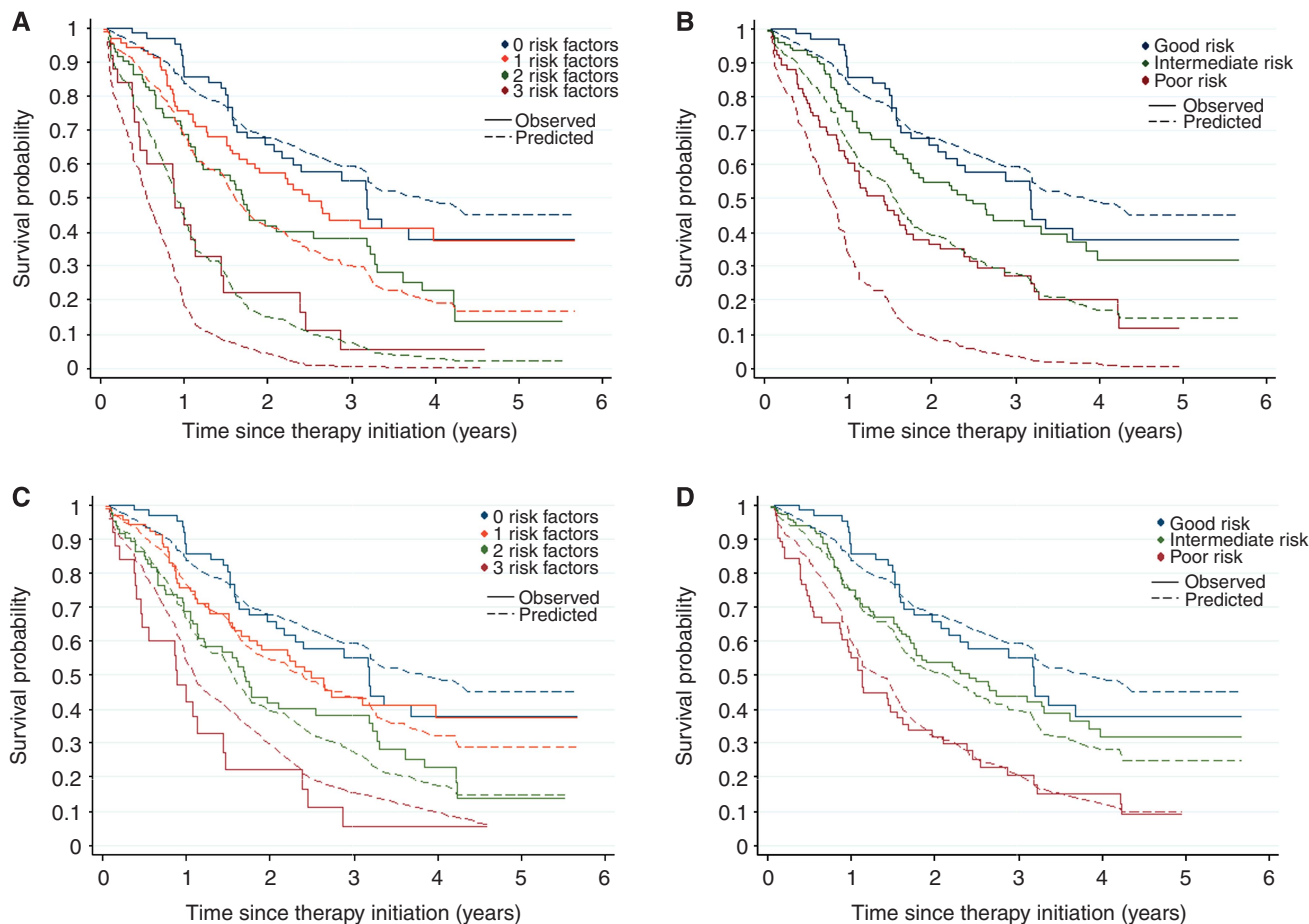 A
Survival probability
1
0.9
0.8
0.7
0.6
0.5
0.4
0.3
0.2
0.1
0
0 risk factors
1 risk factors
2 risk factors
3 risk factors
Observed
Predicted
0 1 2 3 4 5 6
Time since therapy initiation (years)
B
Survival probability
1
0.9
0.8
0.7
0.6
0.5
0.4
0.3
0.2
0.1
0
Good risk
Intermediate risk
Poor risk
Observed
Predicted
0 1 2 3 4 5 6
Time since therapy initiation (years)
C
Survival probability
1
0.9
0.8
0.7
0.6
0.5
0.4
0.3
0.2
0.1
0
0 risk factors
1 risk factors
2 risk factors
3 risk factors
Observed
Predicted
0 1 2 3 4 5 6
Time since therapy initiation (years)
D
Survival probability
1
0.9
0.8
0.7
0.6
0.5
0.4
0.3
0.2
0.1
0
Good risk
Intermediate risk
Poor risk
Observed
Predicted
0 1 2 3 4 5 6
Time since therapy initiation (years)